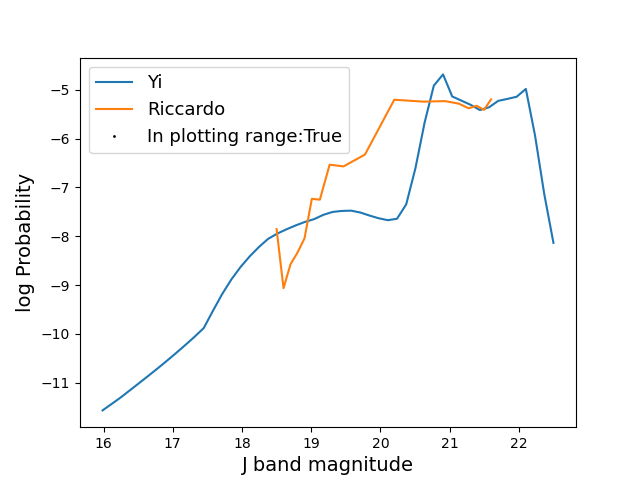 Yi
Riccardo
In plotting range:True
−5
−6
−7
−8
−9
−10
−11
log Probability
16 17 18 19 20 21 22
J band magnitude